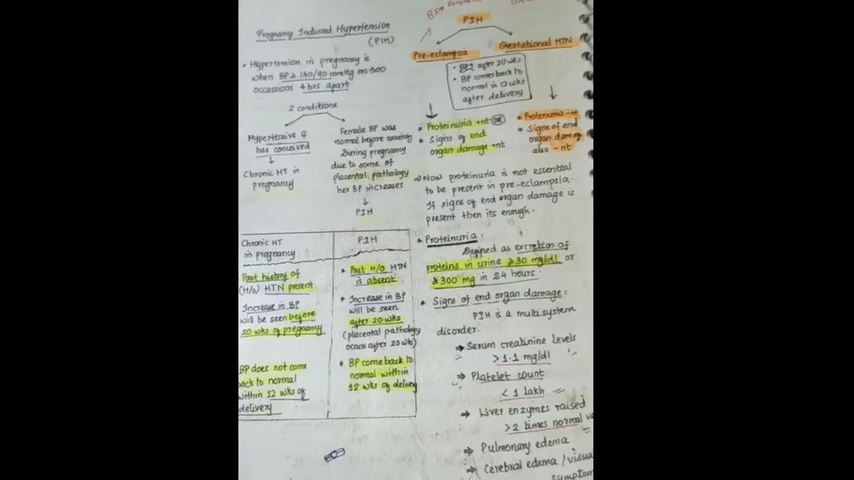 Pregnancy Induced Hypertension
(PIH)
• Hypertension in pregnancy is
when BP ≥ 140/90 mmHg on two
occassions 4 hrs apart
2 conditions
Hypertensive ♀
has conceived
↓
Chronic HT in
pregnancy
Female BP was
normal before
During pregnancy
due to some of
placental pathology
her BP increases
↓
PIH
Chronic HT
in pregnancy
Past history of
(H/o) HTN present
Increase in BP
will be seen before
20 wks of pregnancy
BP does not come
back to normal
within 12 wks of
delivery
PIH
• Past H/o HTN
is absent
• Increase in BP
will be seen
after 20 wks
(placental pathology
occurs after 20 wk)
• BP come back to
normal within
12 wks of delivery
PIH
Pre-eclampsia
Gestational HTN
• BP↑ after 20 wks
• BP comes back to
normal in 12 wks
after delivery
• Proteinuria +nt OR
• Signs of end
organ damage +nt
• Proteinuria -nt
• Signs of end
organ damage
also -nt
⇒ Now proteinuria is not essential
to be present in pre-eclampsia.
If signs of end organ damage is
present then its enough.
• Proteinuria:
Defined as excretion of
proteins in urine ≥30 mg/dl or
≥300 mg in 24 hours.
• Signs of end organ damage:
PIH is a multisystem
disorder.
→ Serum creatinine levels
>1.1 mg/dl
→ Platelet count
< 1 lakh
→ Liver enzymes raised
>2 times normal
→ Pulmonary edema
→ Cerebral edema / visual
symptom